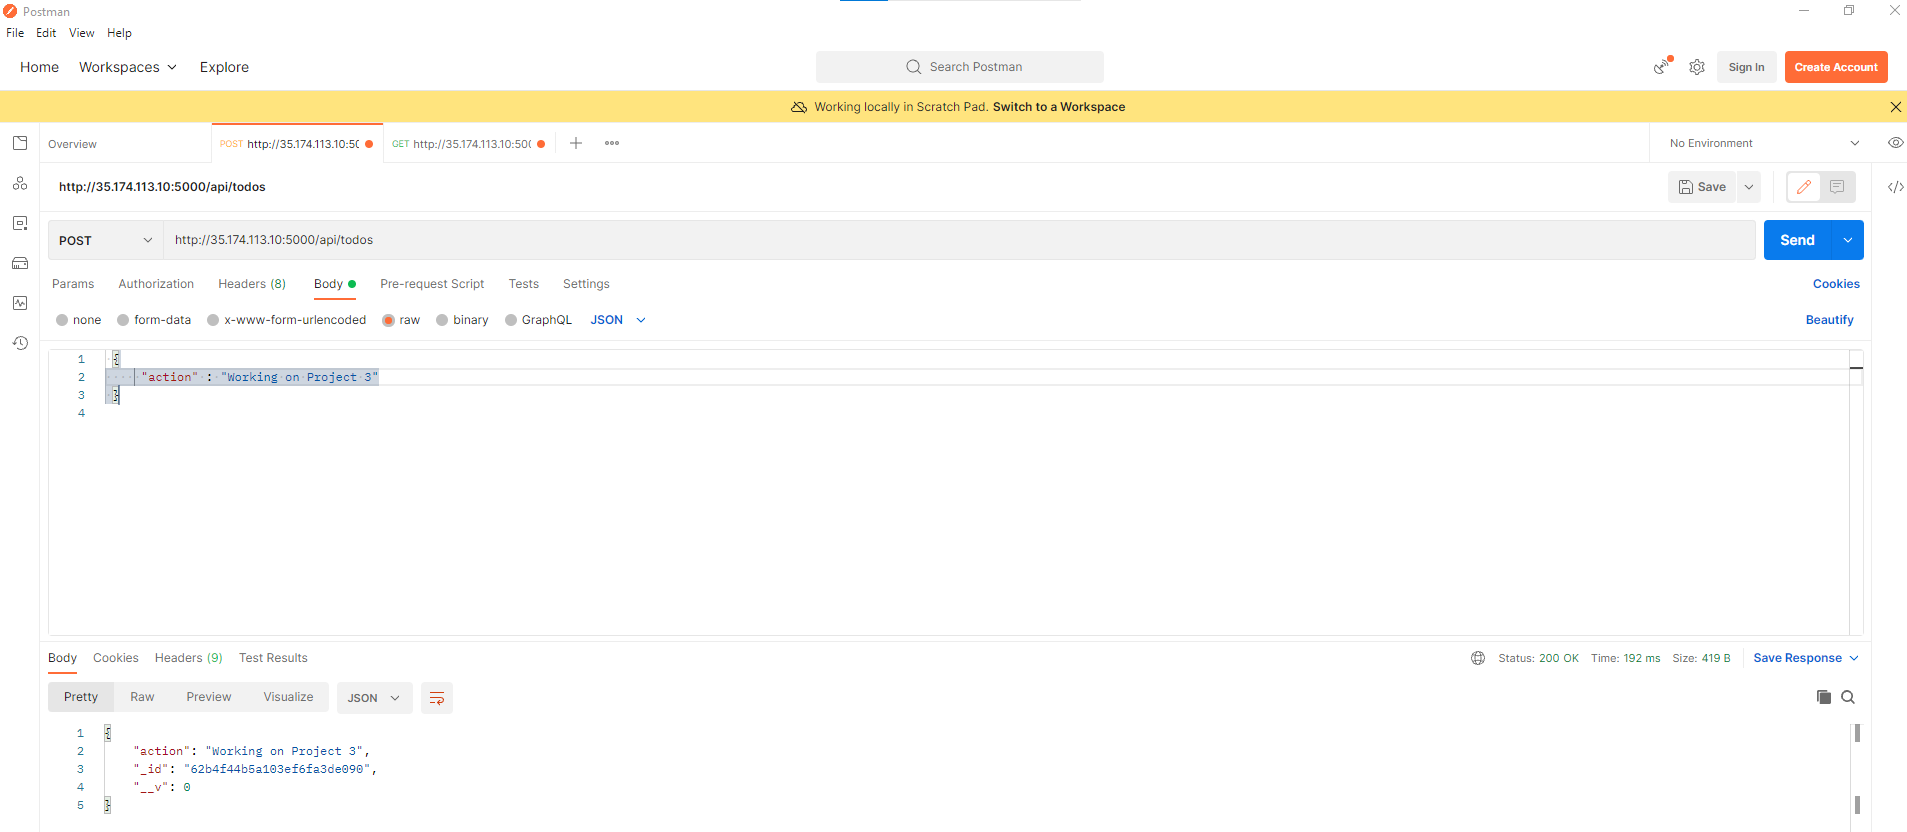 Postman
File Edit View Help
Home Workspaces Explore Search Postman Sign In Create Account
Working locally in Scratch Pad. Switch to a Workspace
Overview POST http://35.174.113.10:5( GET http://35.174.113.10:50( No Environment
http://35.174.113.10:5000/api/todos Save
POST http://35.174.113.10:5000/api/todos Send
Params Authorization Headers (8) Body Pre-request Script Tests Settings Cookies
none form-data x-www-form-urlencoded raw binary GraphQL JSON Beautify
1 {
2 "action" : "Working on Project 3"
3 }
4
Body Cookies Headers (9) Test Results Status: 200 OK Time: 192 ms Size: 419 B Save Response
Pretty Raw Preview Visualize JSON
1 {
2 "action": "Working on Project 3",
3 "_id": "62b4f44b5a103ef6fa3de090",
4 "__v": 0
5 }